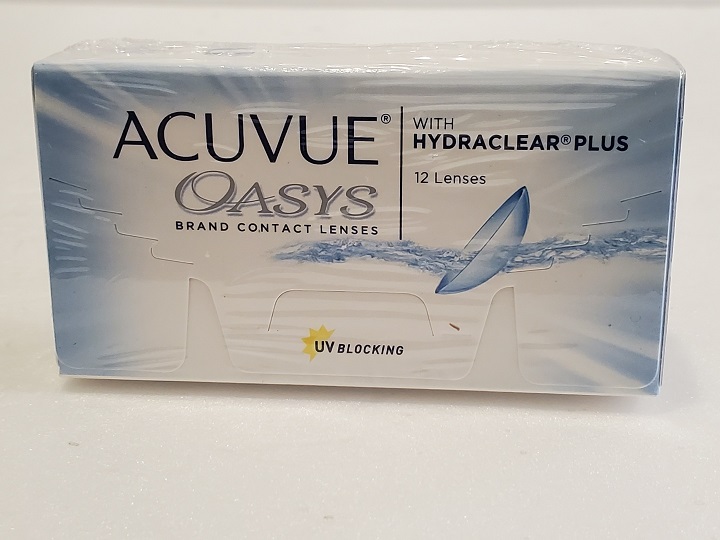 ACUVUE®
OASYS
BRAND CONTACT LENSES
WITH
HYDRACLEAR® PLUS
12 Lenses
UV BLOCKING